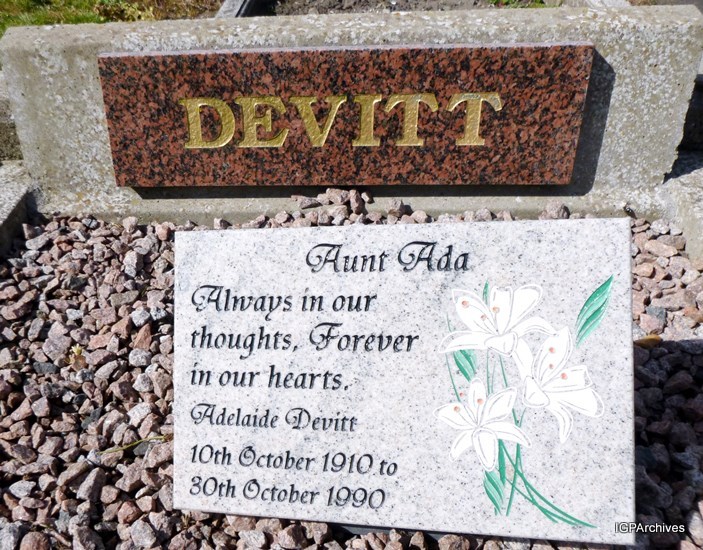 DEVITT
Aunt Ada
Always in our
thoughts, Forever
in our hearts.
Adelaide Devitt
10th October 1910 to
30th October 1990
IGPArchives